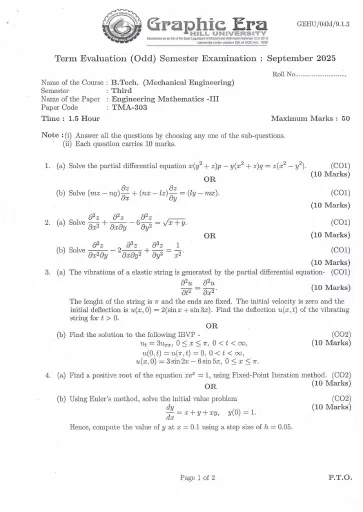 Graphic Era
HILL UNIVERSITY
GEHU/04M/9.1.3
Term Evaluation (Odd) Semester Examination : September 2025
Roll No.
Name of the Course : B.Tech. (Mechanical Engineering)
Semester : Third
Name of the Paper : Engineering Mathematics -III
Paper Code : TMA-303
Time : 1.5 Hour Maximum Marks : 50
Note :(i) Answer all the questions by choosing any one of the sub-questions.
(ii) Each question carries 10 marks.
1. (a) Solve the partial differential equation x(y² + z)p − y(x² + z)q = z(x² − y²). (CO1)
(10 Marks)
OR
(b) Solve (mz − ny)∂z/∂x + (nx − lz)∂z/∂y = (ly − mx). (CO1)
(10 Marks)
2. (a) Solve ∂²z/∂x² + ∂²z/∂x∂y − 6∂²z/∂y² = √(x + y). (CO1)
OR (10 Marks)
(b) Solve ∂³z/∂x²∂y − 2∂³z/∂x∂y² + ∂³z/∂y³ = 1/x². (CO1)
(10 Marks)
3. (a) The vibrations of a elastic string is generated by the partial differential equation- (CO1)
∂²u/∂t² = ∂²u/∂x². (10 Marks)
The lenght of the string is π and the ends are fixed. The initial velocity is zero and the
initial deflection is u(x, 0) = 2(sin x + sin 3x). Find the deflection u(x, t) of the vibrating
string for t > 0.
OR
(b) Find the solution to the following IBVP - (CO2)
uₜ = 3uₓₓ, 0 ≤ x ≤ π, 0 < t < ∞, (10 Marks)
u(0, t) = u(π, t) = 0, 0 < t < ∞,
u(x, 0) = 3 sin 2x − 6 sin 5x, 0 ≤ x ≤ π.
4. (a) Find a positive root of the equation xeˣ = 1, using Fixed-Point Iteration method. (CO2)
OR (10 Marks)
(b) Using Euler's method, solve the initial value problem (CO2)
dy/dx = x + y + xy, y(0) = 1. (10 Marks)
Hence, compute the value of y at x = 0.1 using a step size of h = 0.05.
Page 1 of 2
P.T.O.